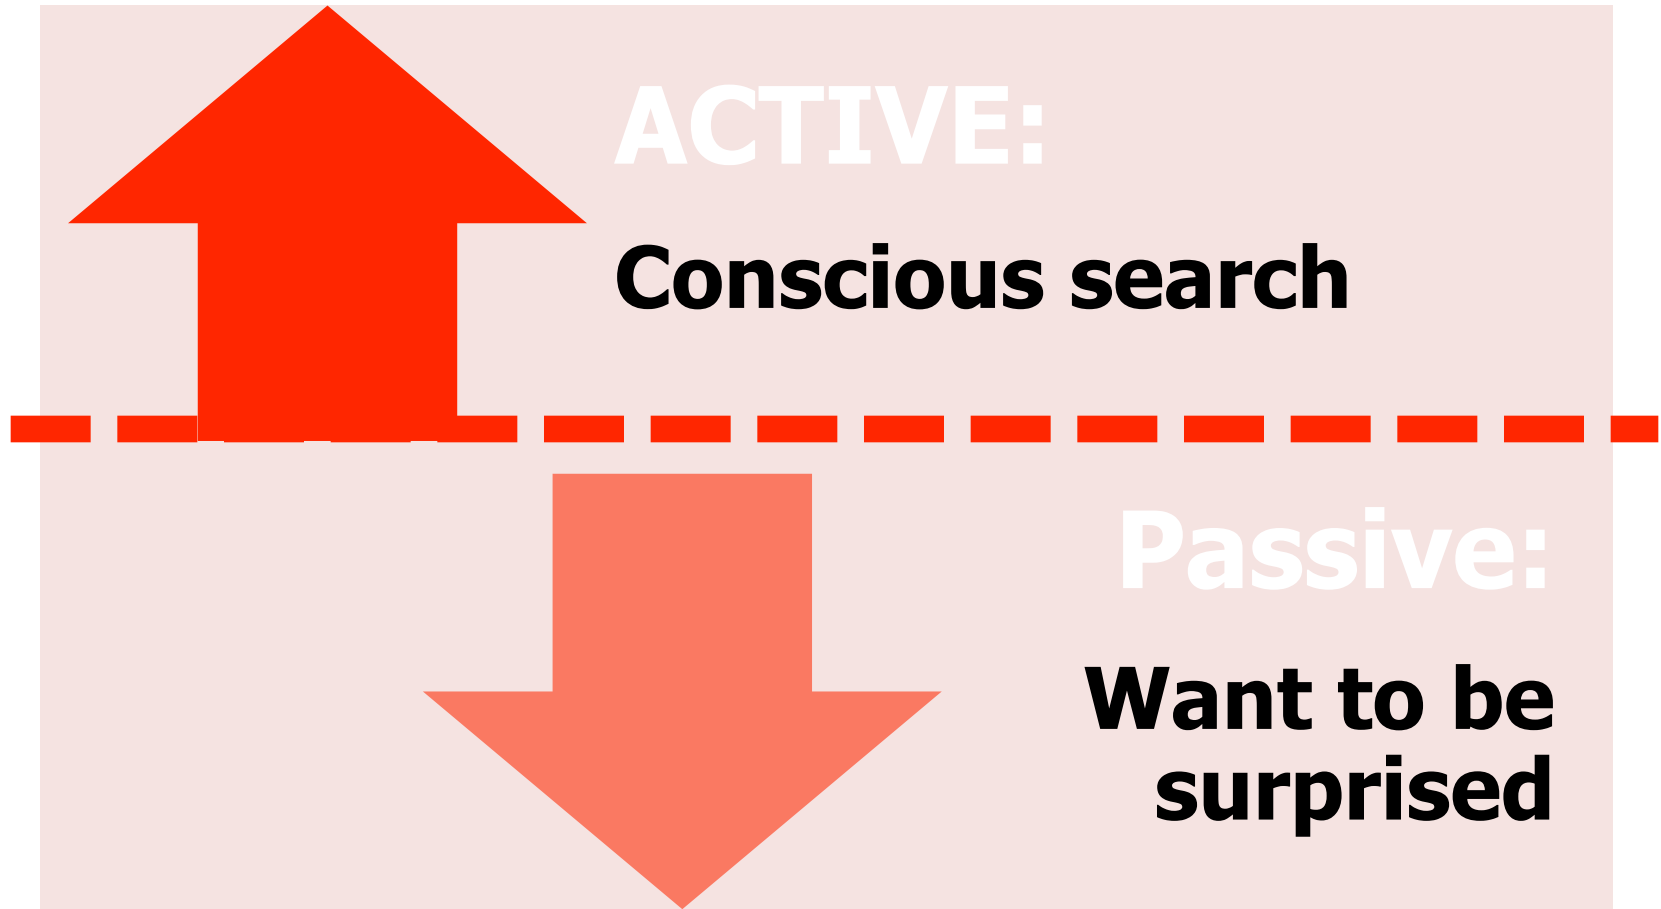 ACTIVE:
Conscious search
Passive:
Want to be
surprised